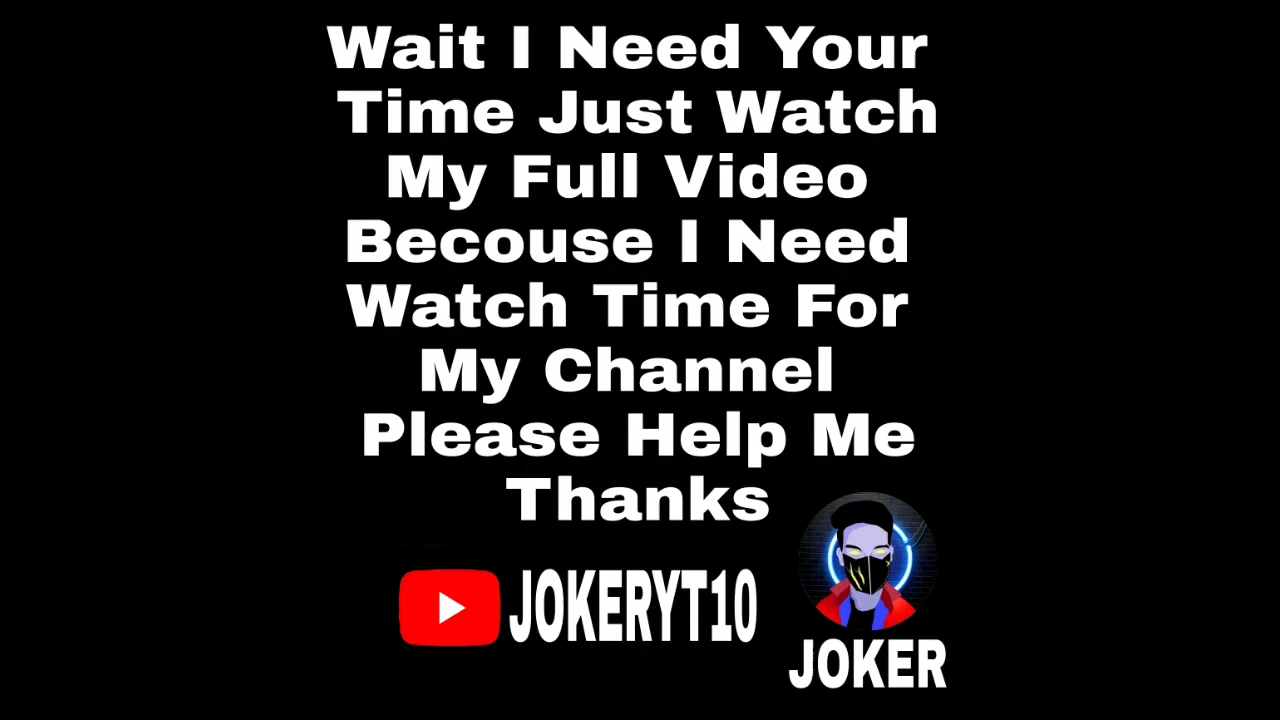 Wait I Need Your
Time Just Watch
My Full Video
Becouse I Need
Watch Time For
My Channel
Please Help Me
Thanks
JOKERYT10
JOKER